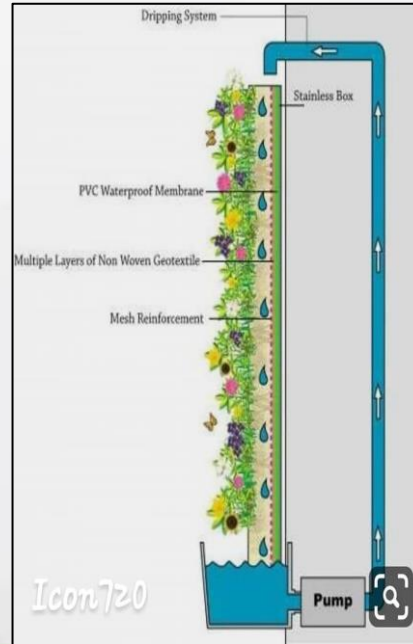 Dripping System
Stainless Box
PVC Waterproof Membrane
Multiple Layers of Non Woven Geotextile
Mesh Reinforcement
Icon720
Pump